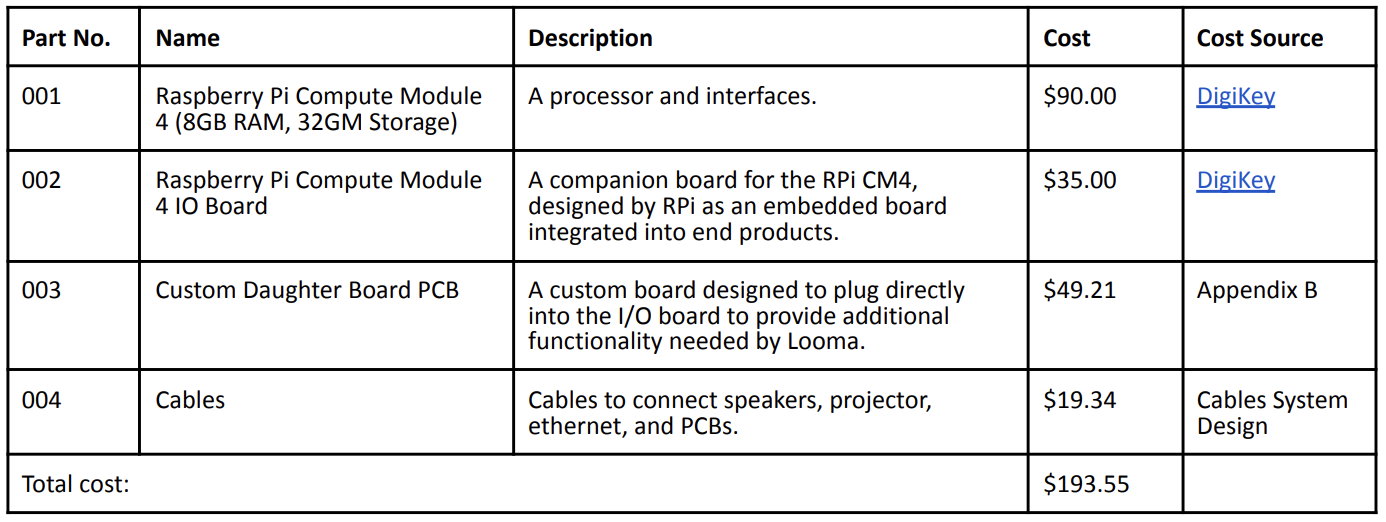 Part No. Name Description Cost Cost Source
001 Raspberry Pi Compute Module A processor and interfaces. $90.00 DigiKey
4 (8GB RAM, 32GM Storage)
002 Raspberry Pi Compute Module A companion board for the RPi CM4, $35.00 DigiKey
4 IO Board designed by RPi as an embedded board
integrated into end products.
003 Custom Daughter Board PCB A custom board designed to plug directly $49.21 Appendix B
into the I/O board to provide additional
functionality needed by Looma.
004 Cables Cables to connect speakers, projector, $19.34 Cables System
ethernet, and PCBs. Design
Total cost: $193.55